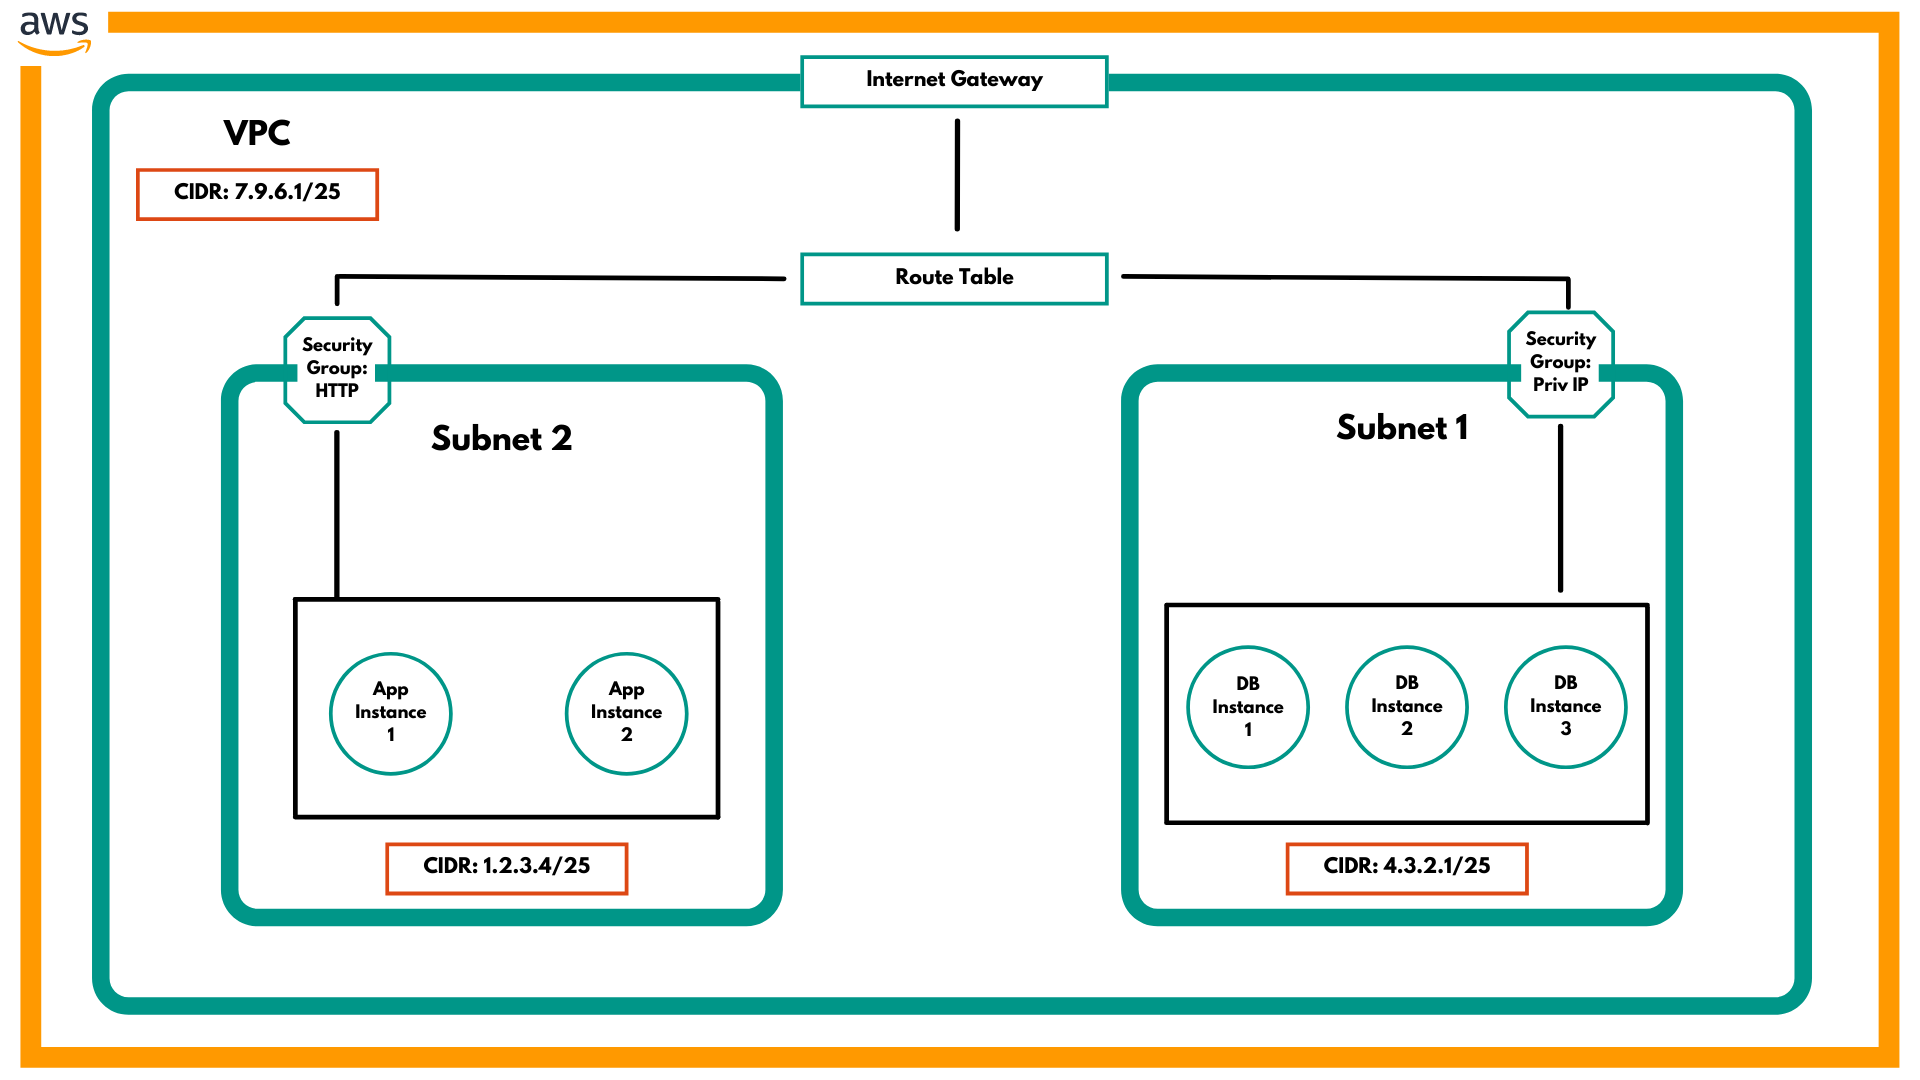 aws
Internet Gateway
VPC
CIDR: 7.9.6.1/25
Route Table
Security
Group:
HTTP
Security
Group:
Priv IP
Subnet 2
Subnet 1
App
Instance
1
App
Instance
2
DB
Instance
1
DB
Instance
2
DB
Instance
3
CIDR: 1.2.3.4/25
CIDR: 4.3.2.1/25